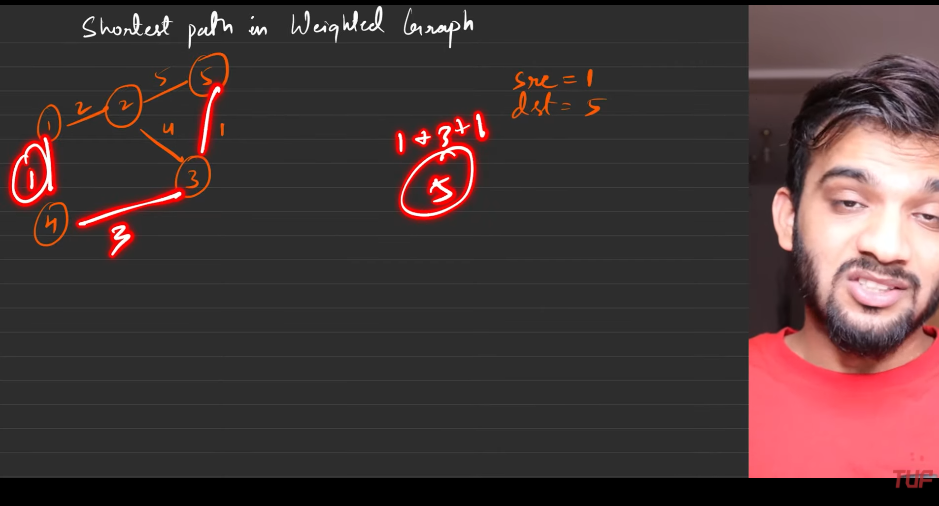 Shortest path in Weighted Graph
5
5
1
2
2
4
1
1
3
4
3
src = 1
dst = 5
1 + 3 + 1
5
TUF